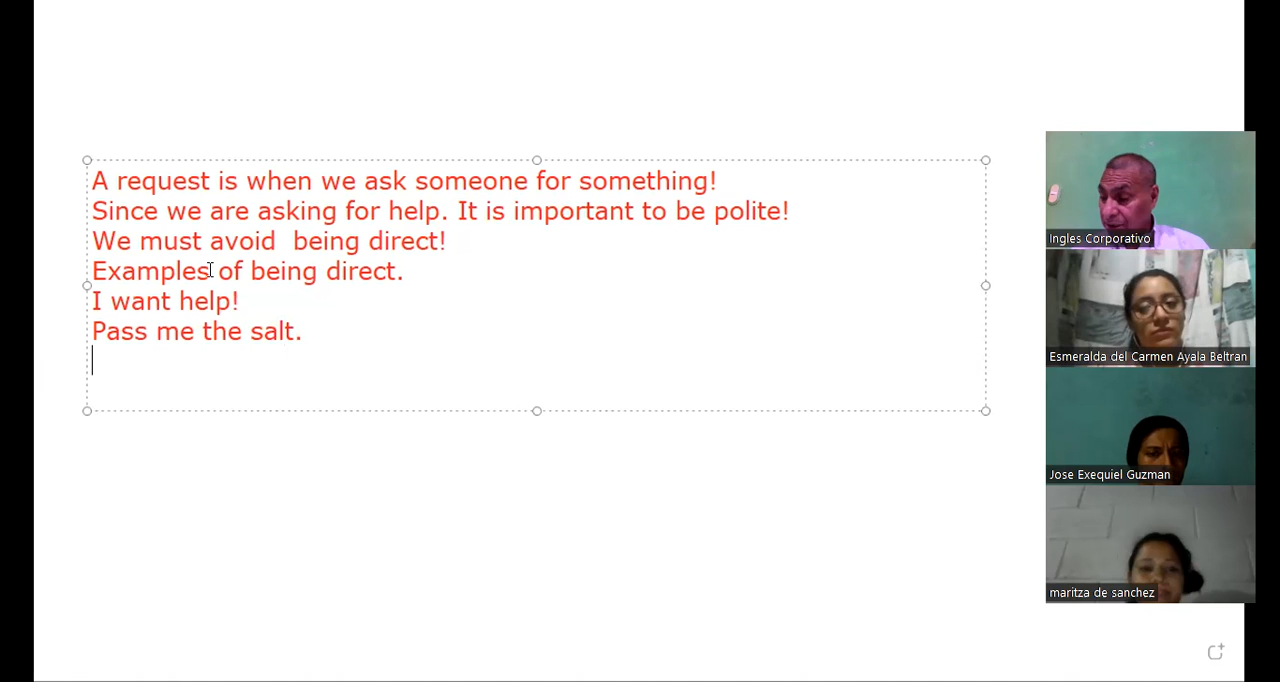 A request is when we ask someone for something!
Since we are asking for help. It is important to be polite!
We must avoid  being direct!
Examples of being direct.
I want help!
Pass me the salt.
Ingles Corporativo
Esmeralda del Carmen Ayala Beltran
Jose Exequiel Guzman
maritza de sanchez